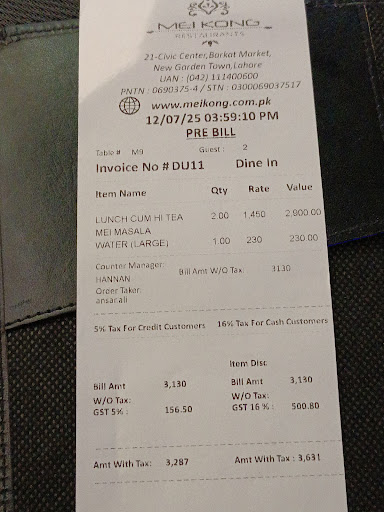 MEI KONG
RESTAURANTS
21-Civic Center,Barkat Market,
New Garden Town,Lahore
UAN : (042) 111400600
PNTN : 0690375-4 / STN : 0300069037517
www.meikong.com.pk
12/07/25 03:59:10 PM
PRE BILL
Table # M9 Guest : 2
Invoice No # DU11 Dine In
Item Name Qty Rate Value
LUNCH CUM HI TEA 2.00 1,450 2,900.00
MEI MASALA
WATER (LARGE) 1.00 230 230.00
Counter Manager: Bill Amt W/O Tax: 3130
HANNAN
Order Taker:
ansar ali
5% Tax For Credit Customers 16% Tax For Cash Customers
Item Disc
Bill Amt 3,130 Bill Amt 3,130
W/O Tax: W/O Tax:
GST 5% : 156.50 GST 16 % : 500.80
Amt With Tax: 3,287 Amt With Tax : 3,631